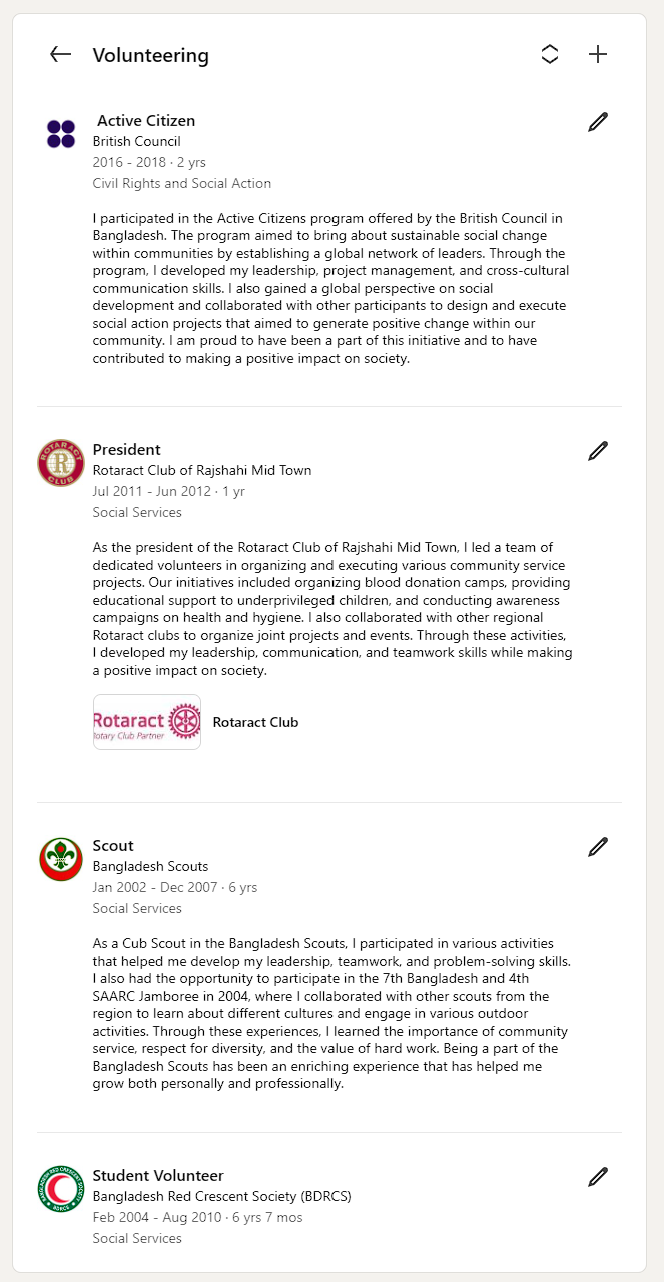 Volunteering
Active Citizen
British Council
2016 - 2018 · 2 yrs
Civil Rights and Social Action
I participated in the Active Citizens program offered by the British Council in
Bangladesh. The program aimed to bring about sustainable social change
within communities by establishing a global network of leaders. Through the
program, I developed my leadership, project management, and cross-cultural
communication skills. I also gained a global perspective on social
development and collaborated with other participants to design and execute
social action projects that aimed to generate positive change within our
community. I am proud to have been a part of this initiative and to have
contributed to making a positive impact on society.
ROTARACT
R
CLUB
President
Rotaract Club of Rajshahi Mid Town
Jul 2011 - Jun 2012 · 1 yr
Social Services
As the president of the Rotaract Club of Rajshahi Mid Town, I led a team of
dedicated volunteers in organizing and executing various community service
projects. Our initiatives included organizing blood donation camps, providing
educational support to underprivileged children, and conducting awareness
campaigns on health and hygiene. I also collaborated with other regional
Rotaract clubs to organize joint projects and events. Through these activities,
I developed my leadership, communication, and teamwork skills while making
a positive impact on society.
Rotaract
otary Club Partner
Rotaract Club
Scout
Bangladesh Scouts
Jan 2002 - Dec 2007 · 6 yrs
Social Services
As a Cub Scout in the Bangladesh Scouts, I participated in various activities
that helped me develop my leadership, teamwork, and problem-solving skills.
I also had the opportunity to participate in the 7th Bangladesh and 4th
SAARC Jamboree in 2004, where I collaborated with other scouts from the
region to learn about different cultures and engage in various outdoor
activities. Through these experiences, I learned the importance of community
service, respect for diversity, and the value of hard work. Being a part of the
Bangladesh Scouts has been an enriching experience that has helped me
grow both personally and professionally.
BANGLADESH RED CRESCENT SOCIETY
BDRCS
Student Volunteer
Bangladesh Red Crescent Society (BDRCS)
Feb 2004 - Aug 2010 · 6 yrs 7 mos
Social Services